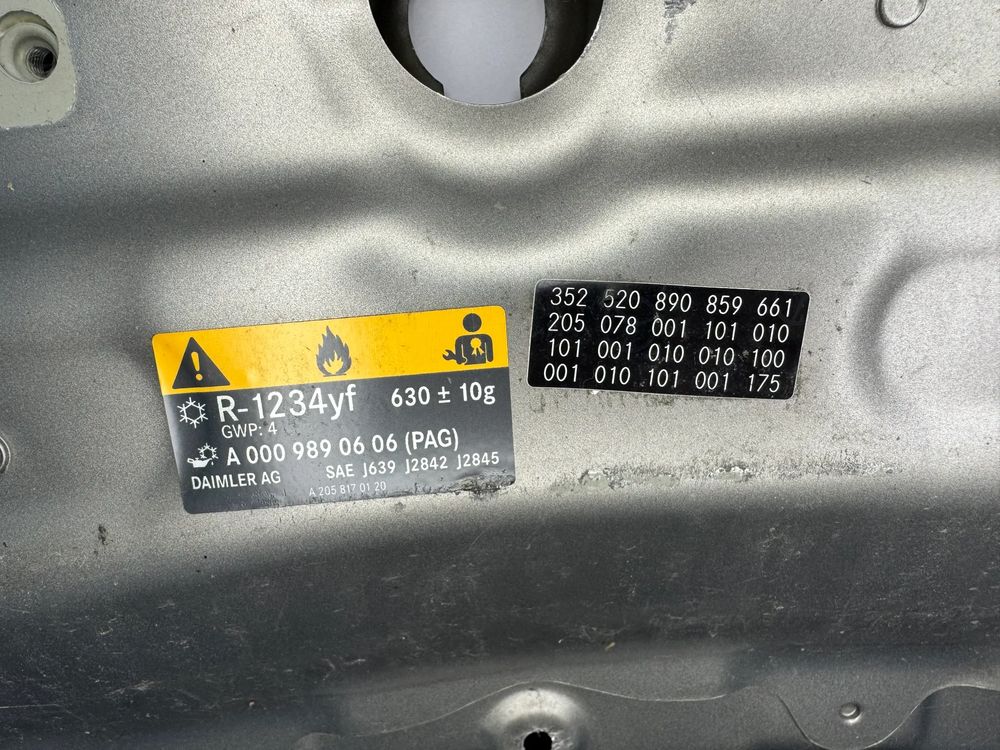 R-1234yf 630 ± 10g
GWP: 4
A 000 989 06 06 (PAG)
DAIMLER AG SAE J639 J2842 J2845
A 205 817 01 20
352 520 890 859 661
205 078 001 101 010
101 001 010 010 100
001 010 101 001 175